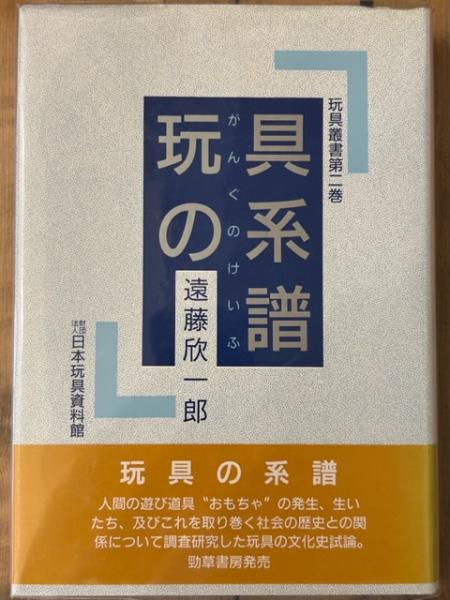 玩具叢書第二巻
玩具
の系譜
がんぐのけいふ
遠藤欣一郎
財団法人日本玩具資料館
玩具の系譜
人間の遊び道具〝おもちゃ〟の発生、生い
たち、及びこれを取り巻く社会の歴史との関
係について調査研究した玩具の文化史試論。
勁草書房発売